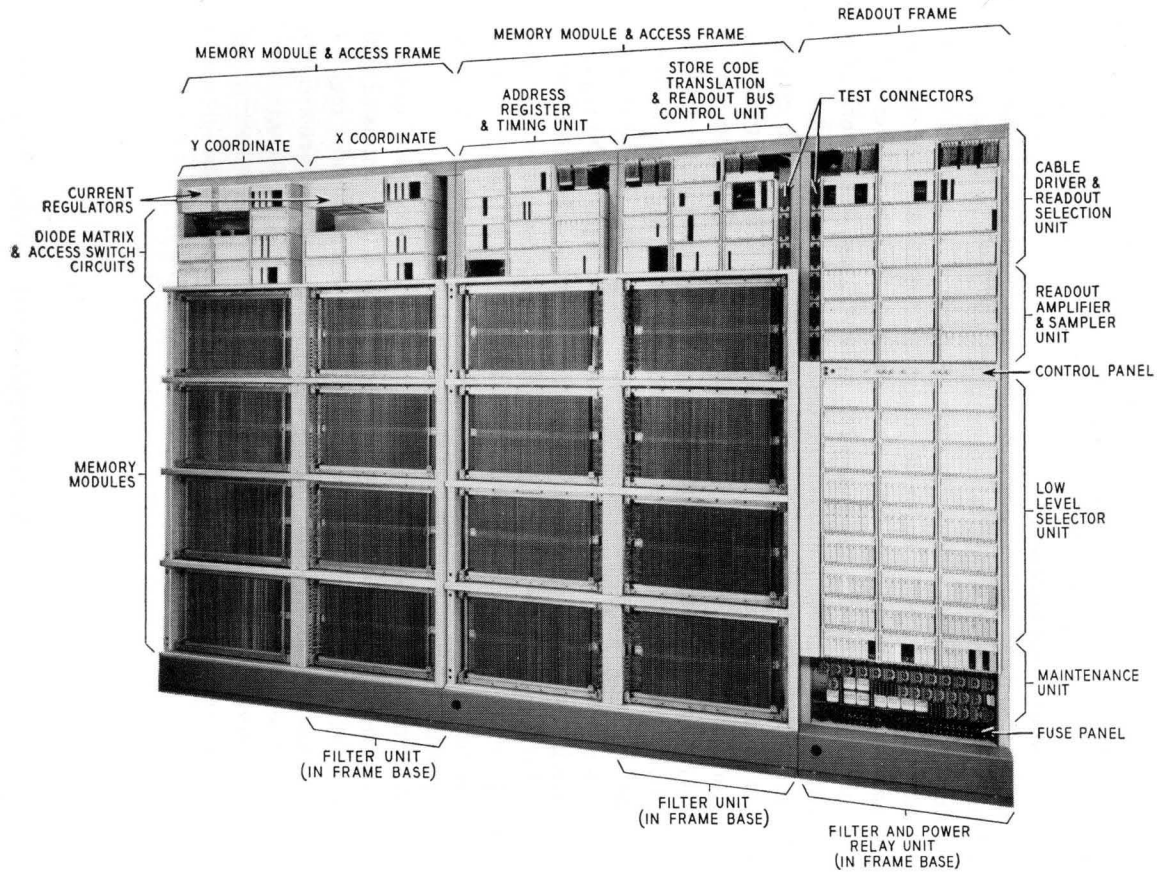 MEMORY MODULE & ACCESS FRAME
MEMORY MODULE & ACCESS FRAME
READOUT FRAME
Y COORDINATE
X COORDINATE
ADDRESS
REGISTER
& TIMING UNIT
STORE CODE
TRANSLATION
& READOUT BUS
CONTROL UNIT
TEST CONNECTORS
CURRENT
REGULATORS
DIODE MATRIX
& ACCESS SWITCH
CIRCUITS
MEMORY
MODULES
CABLE
DRIVER &
READOUT
SELECTION
UNIT
READOUT
AMPLIFIER
& SAMPLER
UNIT
CONTROL PANEL
LOW
LEVEL
SELECTOR
UNIT
MAINTENANCE
UNIT
FUSE PANEL
FILTER UNIT
(IN FRAME BASE)
FILTER UNIT
(IN FRAME BASE)
FILTER AND POWER
RELAY UNIT
(IN FRAME BASE)